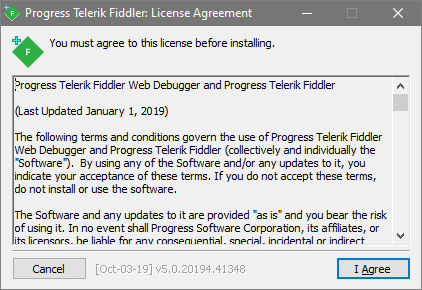 Progress Telerik Fiddler: License Agreement
F
You must agree to this license before installing.
Progress Telerik Fiddler Web Debugger and Progress Telerik Fiddler
(Last Updated January 1, 2019)
The following terms and conditions govern the use of Progress Telerik Fiddler
Web Debugger and Progress Telerik Fiddler (collectively and individually the
"Software").  By using any of the Software and/or any updates to it, you
indicate your acceptance of these terms. If you do not accept these terms,
do not install or use the software.
The Software and any updates to it are provided "as is" and you bear the risk
of using it. In no event shall Progress Software Corporation, its affiliates, or
its licensors, be liable for any consequential, special, incidental or indirect
Cancel
[Oct-03-19] v5.0.20194.41348
I Agree